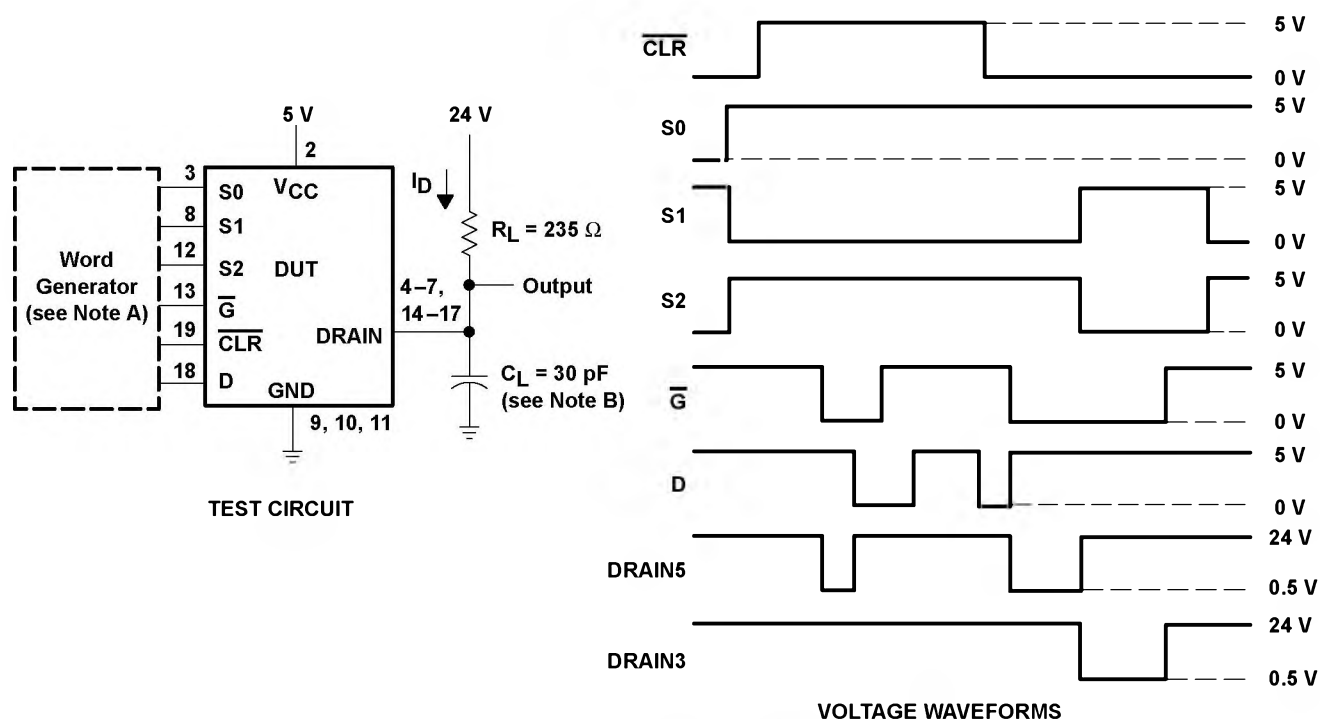 5 V
24 V
2
3
S0
VCC
ID
8
S1
RL = 235 Ω
12
S2
DUT
Word
Generator
(see Note A)
13
G
4–7,
14–17
Output
19
CLR
DRAIN
18
D
GND
CL = 30 pF
(see Note B)
9, 10, 11
TEST CIRCUIT
CLR
5 V
0 V
S0
5 V
0 V
S1
5 V
0 V
S2
5 V
0 V
G
5 V
0 V
D
5 V
0 V
DRAIN5
24 V
0.5 V
DRAIN3
24 V
0.5 V
VOLTAGE WAVEFORMS